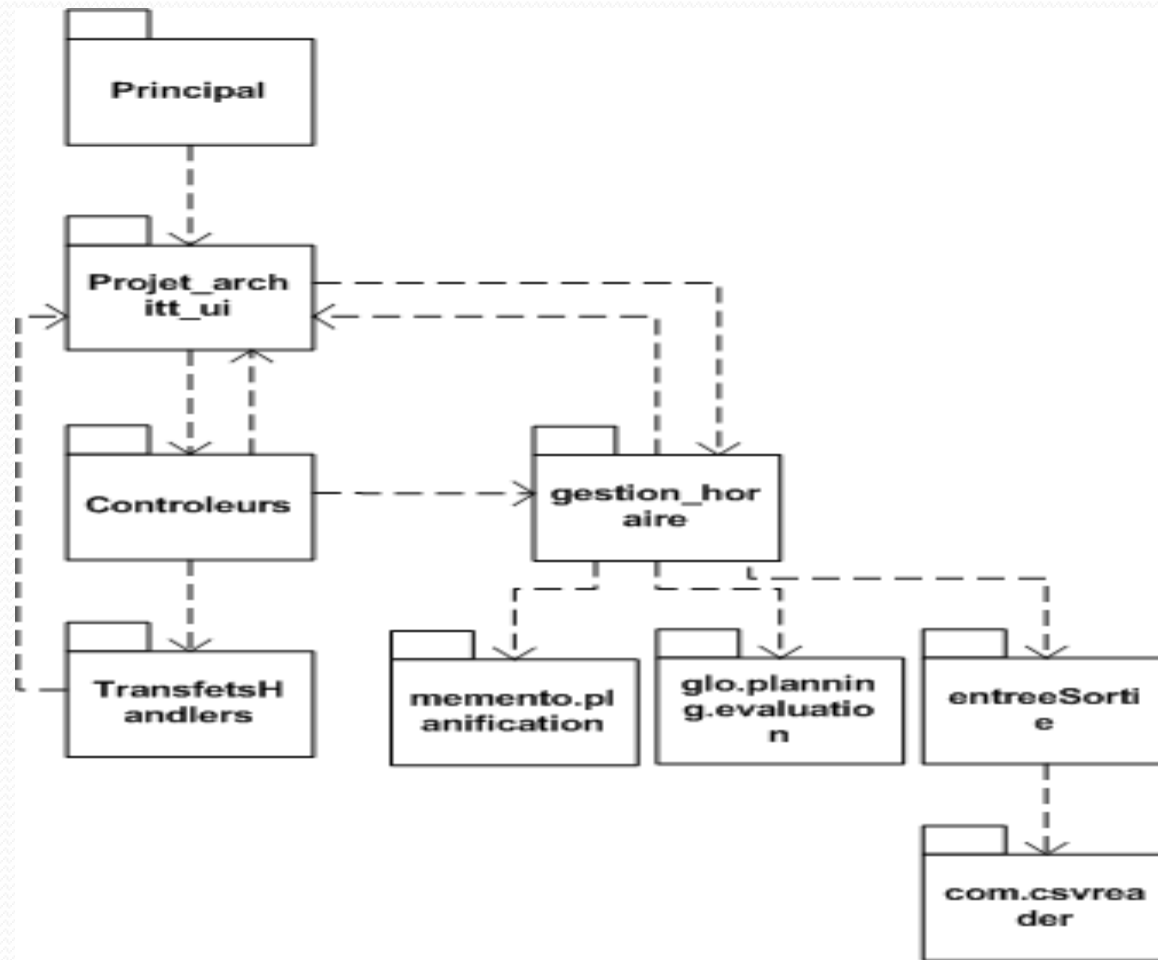 Principal
Projet_arch
itt_ui
Controleurs
gestion_hor
aire
TransfetsH
andlers
memento.pl
anification
glo.plannin
g.evaluatio
n
entreeSorti
e
com.csvrea
der